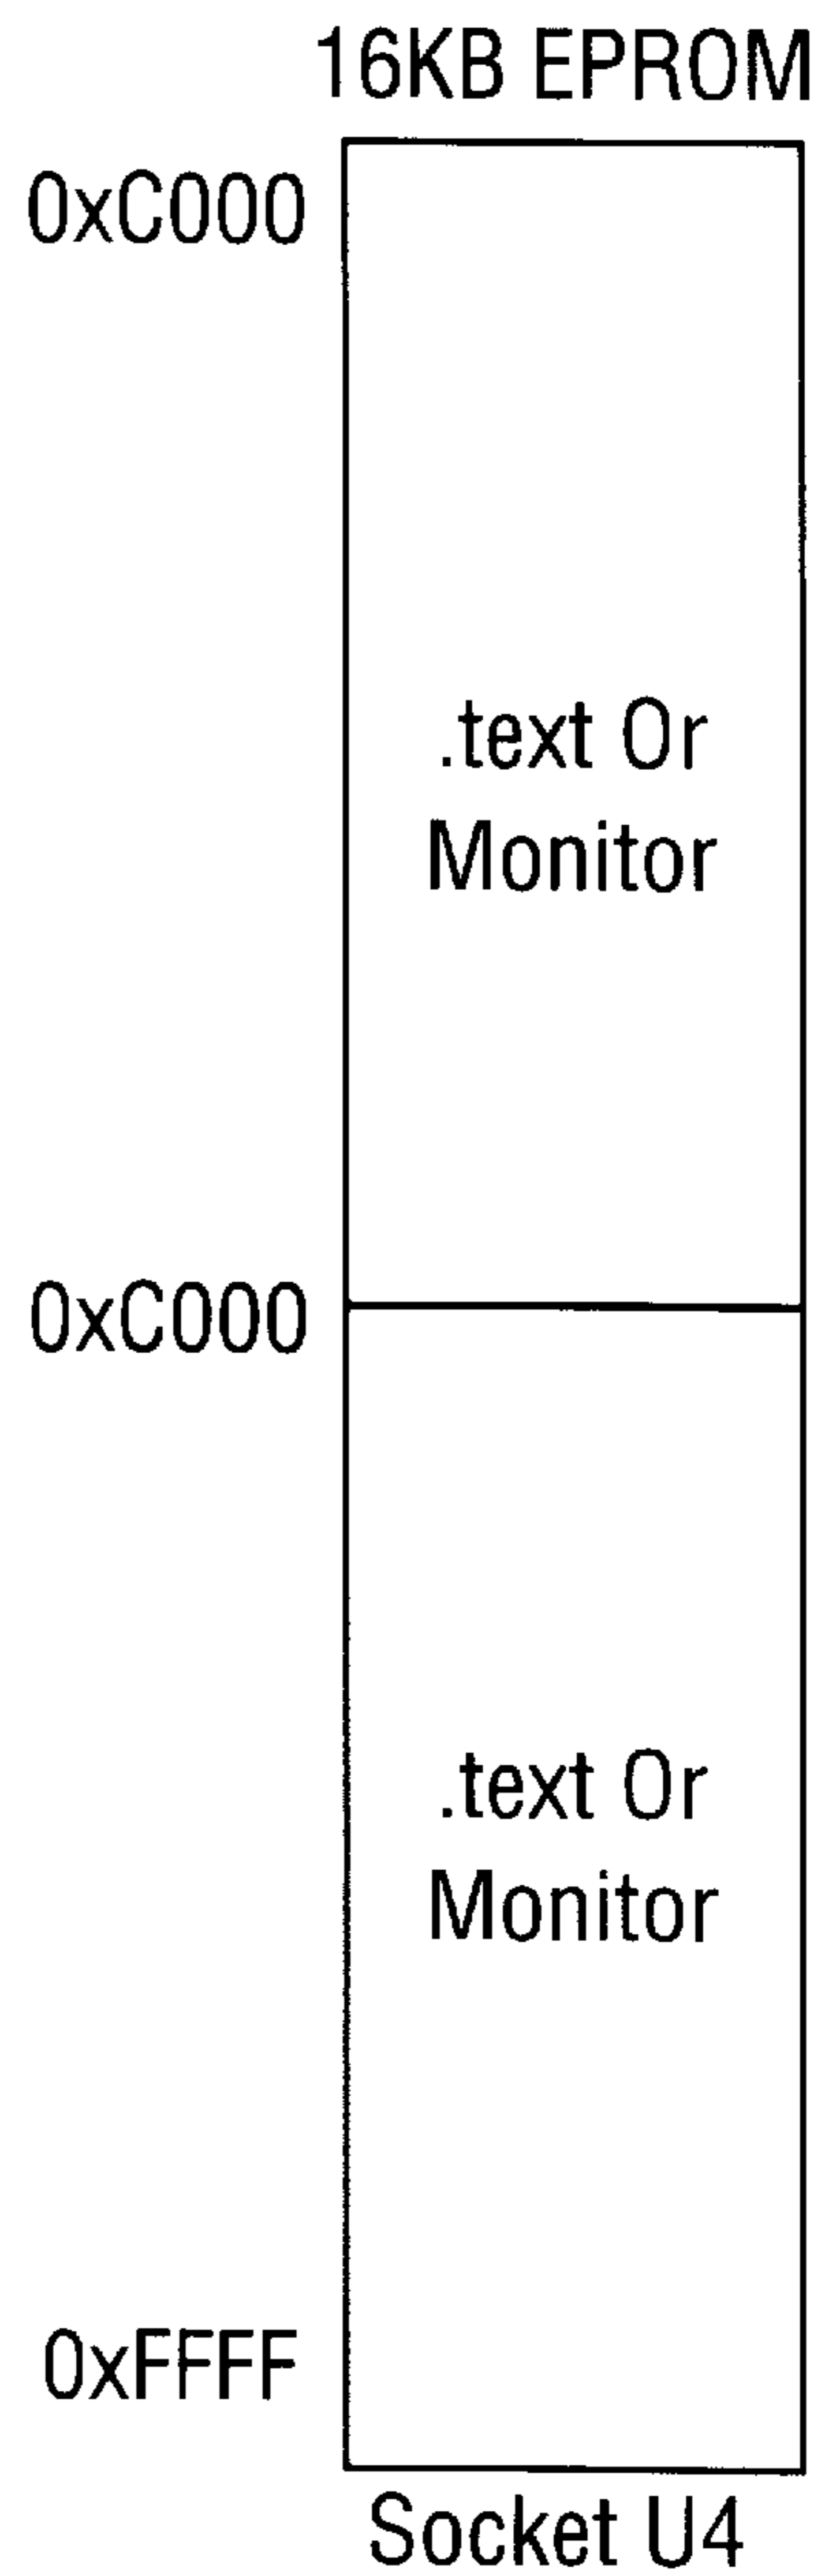 16KB EPROM
0xC000
.text Or
Monitor
0xC000
.text Or
Monitor
0xFFFF
Socket U4